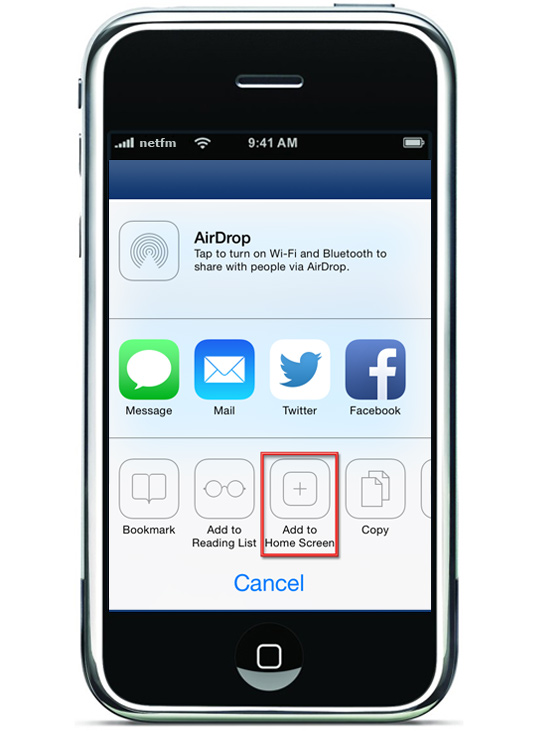 netfm 9:41 AM
AirDrop
Tap to turn on Wi-Fi and Bluetooth to
share with people via AirDrop.
Message Mail Twitter Facebook
Bookmark Add to Add to Copy
Reading List Home Screen
Cancel